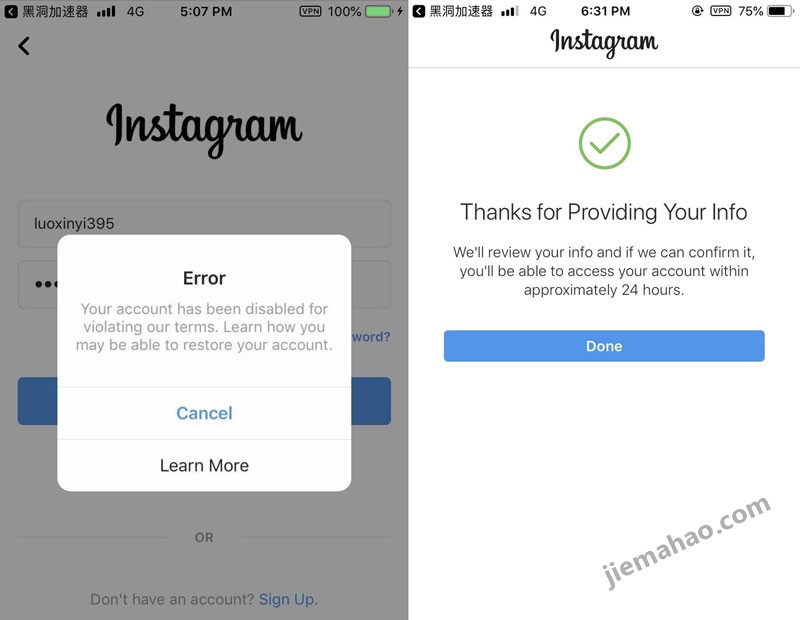 黑洞加速器 4G 5:07 PM VPN 100%
Instagram
luoxinyi395
word?
Error
Your account has been disabled for
violating our terms. Learn how you
may be able to restore your account.
Cancel
Learn More
OR
Don't have an account? Sign Up.
黑洞加速器 4G 6:31 PM VPN 75%
Instagram
Thanks for Providing Your Info
We'll review your info and if we can confirm it,
you'll be able to access your account within
approximately 24 hours.
Done
jiemahao.com